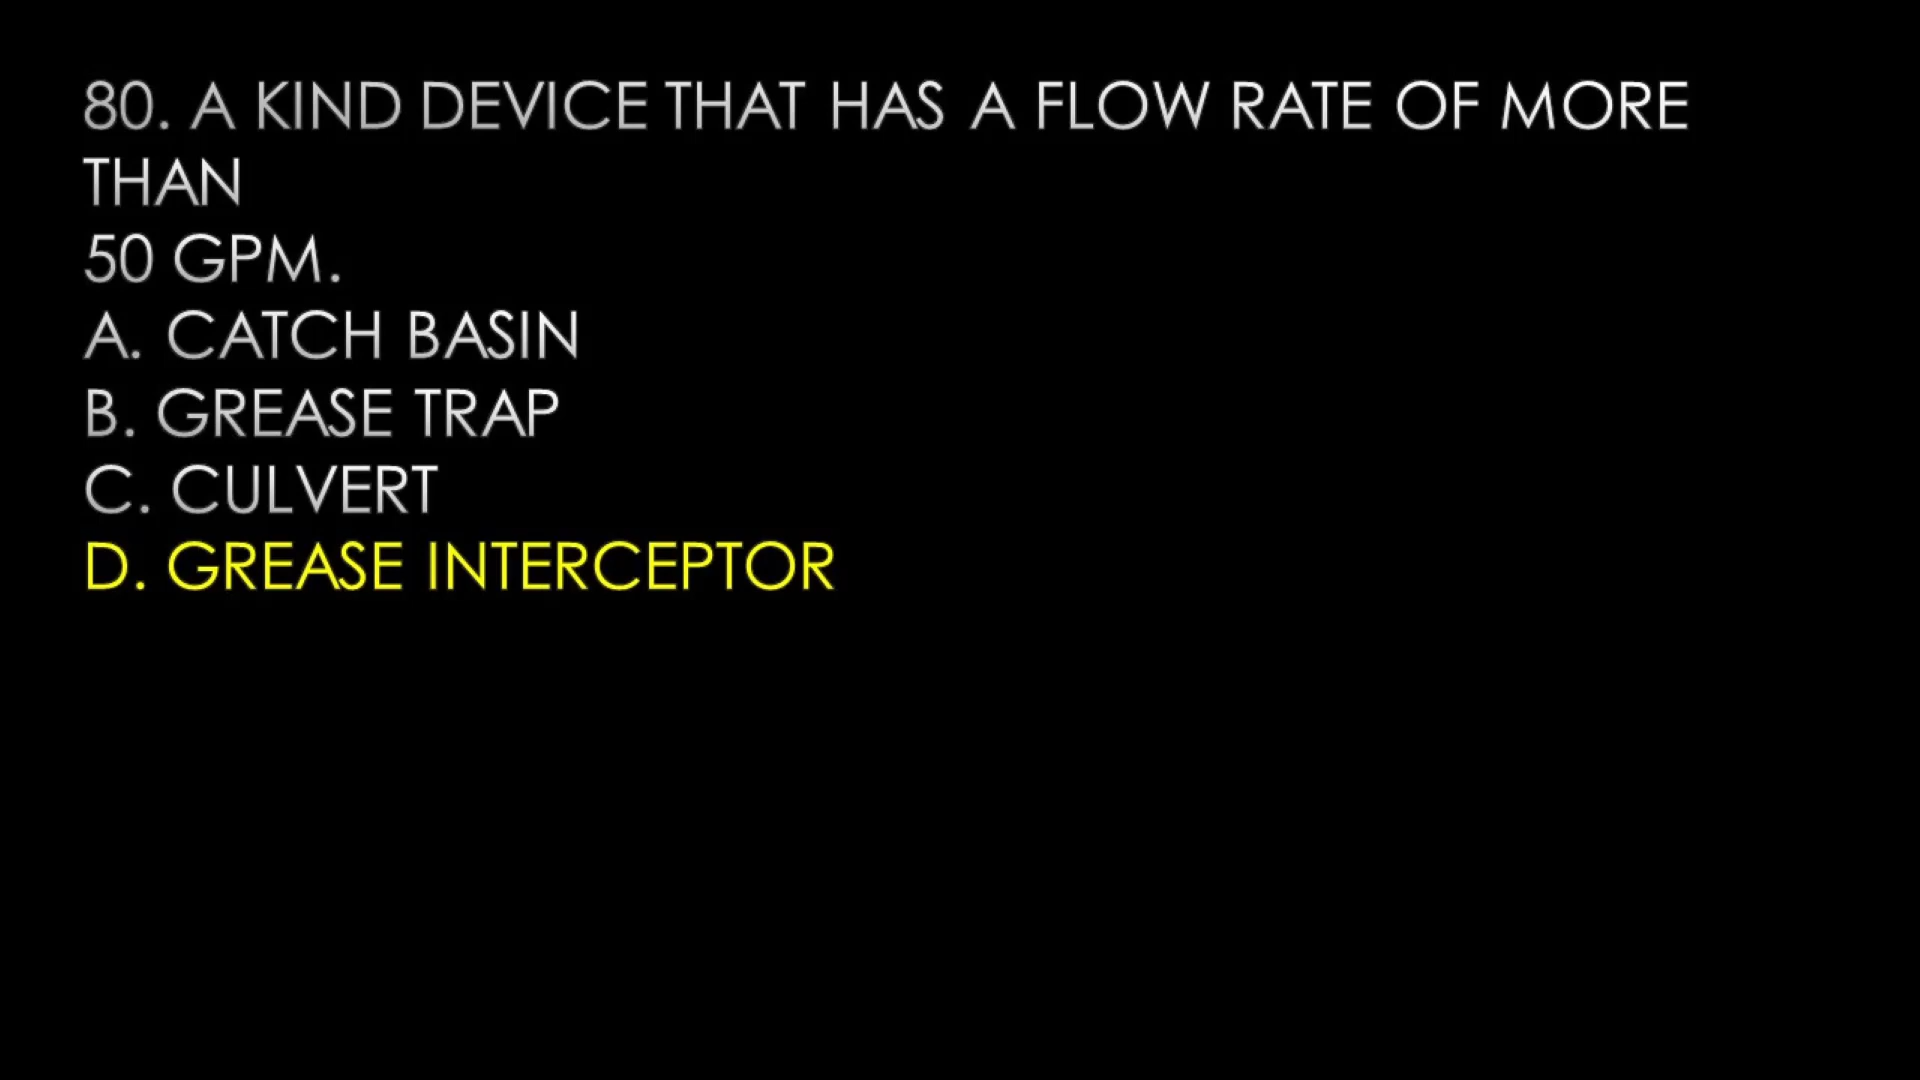 80. A KIND DEVICE THAT HAS A FLOW RATE OF MORE
THAN
50 GPM.
A. CATCH BASIN
B. GREASE TRAP
C. CULVERT
D. GREASE INTERCEPTOR